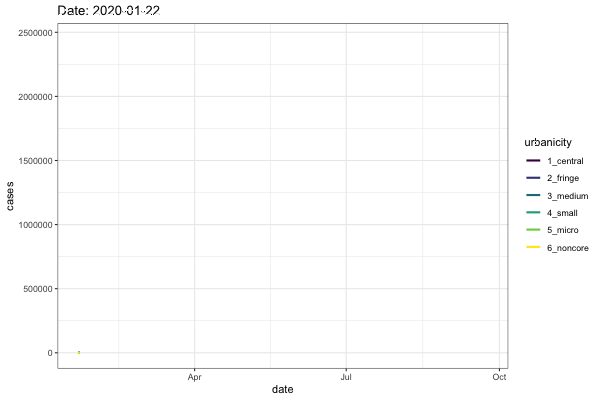 Date: 2020-01-22
2500000
2000000
1500000
1000000
500000
0
cases
Apr
Jul
Oct
date
urbanicity
1_central
2_fringe
3_medium
4_small
5_micro
6_noncore